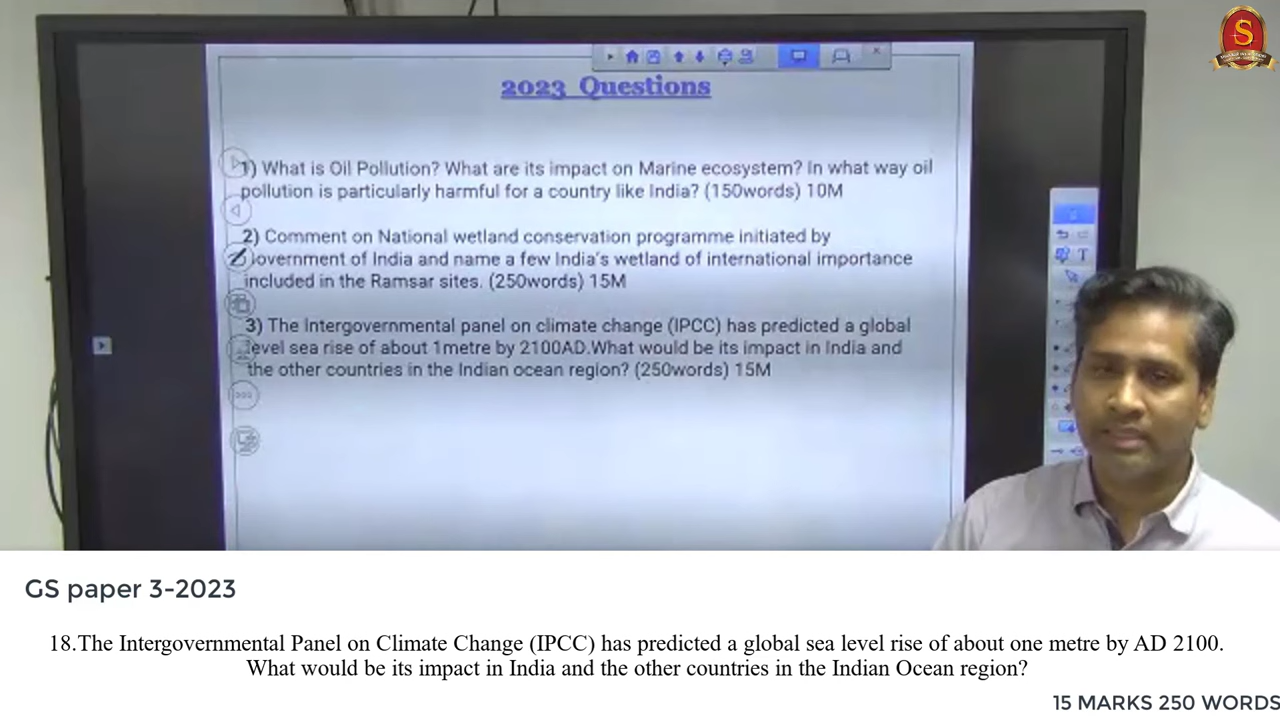 S
2023 Questions
1) What is Oil Pollution? What are its impact on Marine ecosystem? In what way oil
pollution is particularly harmful for a country like India? (150words) 10M
2) Comment on National wetland conservation programme initiated by
Government of India and name a few India's wetland of international importance
included in the Ramsar sites. (250words) 15M
3) The Intergovernmental panel on climate change (IPCC) has predicted a global
level sea rise of about 1metre by 2100AD.What would be its impact in India and
the other countries in the Indian ocean region? (250words) 15M
GS paper 3-2023
18.The Intergovernmental Panel on Climate Change (IPCC) has predicted a global sea level rise of about one metre by AD 2100.
What would be its impact in India and the other countries in the Indian Ocean region?
15 MARKS 250 WORDS